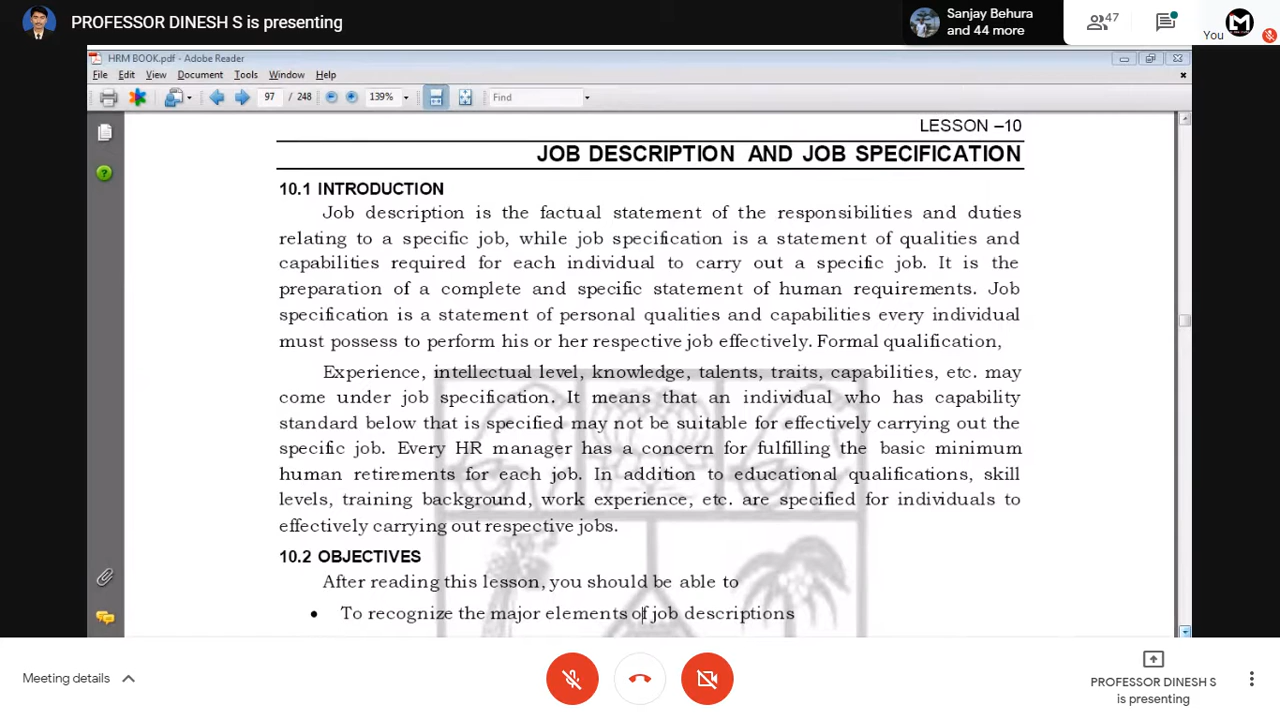 PROFESSOR DINESH S is presenting
Sanjay Behura
and 44 more
47
You
HRM BOOK.pdf - Adobe Reader
File Edit View Document Tools Window Help
97 / 248 139% Find
LESSON –10
JOB DESCRIPTION AND JOB SPECIFICATION
10.1 INTRODUCTION
Job description is the factual statement of the responsibilities and duties
relating to a specific job, while job specification is a statement of qualities and
capabilities required for each individual to carry out a specific job. It is the
preparation of a complete and specific statement of human requirements. Job
specification is a statement of personal qualities and capabilities every individual
must possess to perform his or her respective job effectively. Formal qualification,
Experience, intellectual level, knowledge, talents, traits, capabilities, etc. may
come under job specification. It means that an individual who has capability
standard below that is specified may not be suitable for effectively carrying out the
specific job. Every HR manager has a concern for fulfilling the basic minimum
human retirements for each job. In addition to educational qualifications, skill
levels, training background, work experience, etc. are specified for individuals to
effectively carrying out respective jobs.
10.2 OBJECTIVES
After reading this lesson, you should be able to
• To recognize the major elements of job descriptions
Meeting details
PROFESSOR DINESH S
is presenting